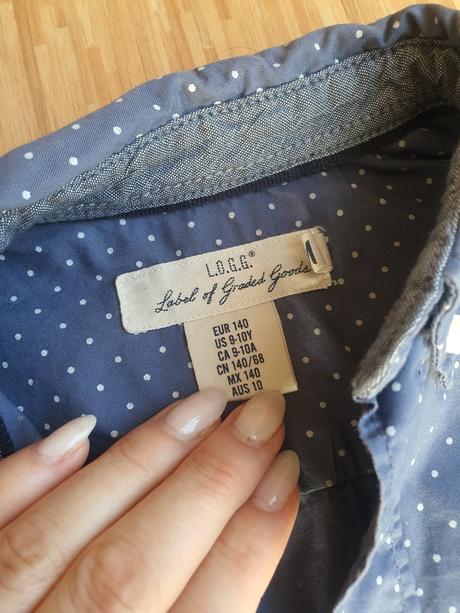 L.O.G.G.®
Label of Graded Goods
EUR 140
US 9-10Y
CA 9-10A
CN 140/68
MX 140
AUS 10